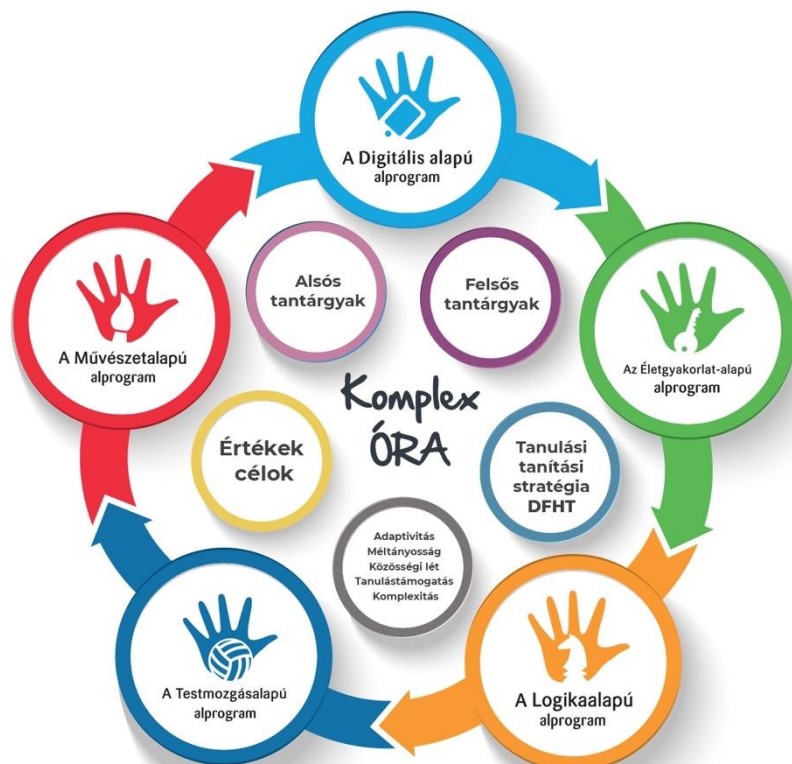 A Digitális alapú
alprogram
Alsós
tantárgyak
Felsős
tantárgyak
A Művészetalapú
alprogram
Az Életgyakorlat-alapú
alprogram
Komplex
ÓRA
Értékek
célok
Tanulási
tanítási
stratégia
DFHT
Adaptivitás
Méltányosság
Közösségi lét
Tanulástámogatás
Komplexitás
A Testmozgásalapú
alprogram
A Logikaalapú
alprogram